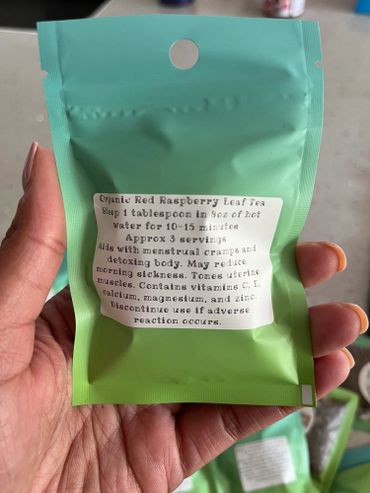 Organic Red Raspberry Leaf Tea
Steep 1 tablespoon in 8oz of hot
water for 10-15 minutes
Approx 3 servings
Aids with menstrual cramps and
detoxing body. May reduce
morning sickness. Tones uterine
muscles. Contains vitamins C, E,
calcium, magnesium, and zinc.
Discontinue use if adverse
reaction occurs.